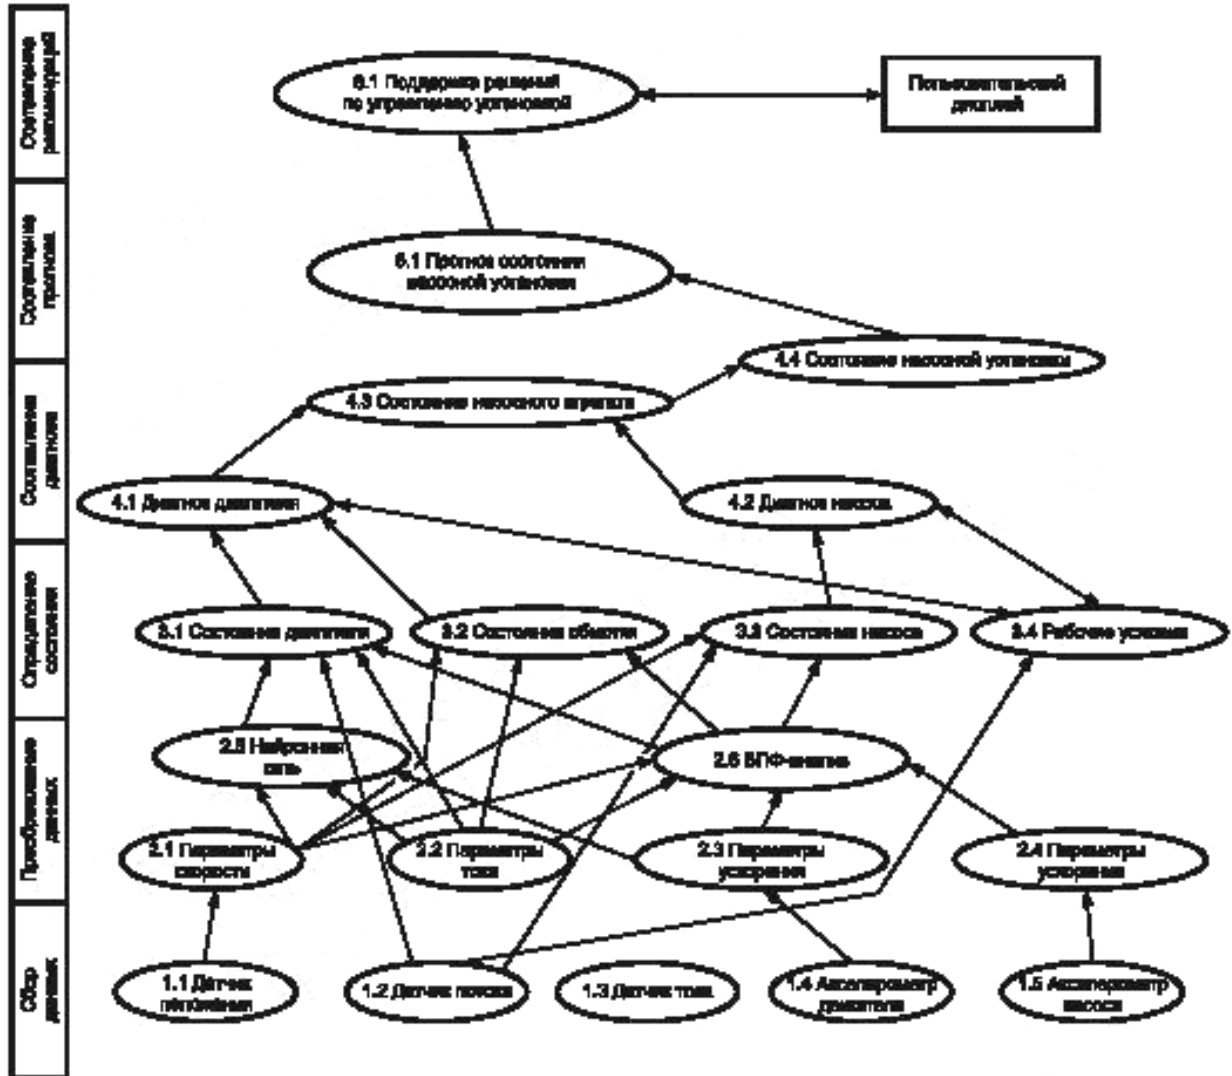 Составление
рекомендаций
6.1 Поддержка решений
по управлению установкой
Пользовательский
дисплей
Составление
прогноза
5.1 Прогноз состояния
насосной установки
Составление
диагноза
4.4 Состояние насосной установки
4.3 Состояние насосного агрегата
4.1 Диагноз двигателя
4.2 Диагноз насоса
Определение
состояния
3.1 Состояние двигателя
3.2 Состояние обмотки
3.3 Состояние насоса
3.4 Рабочие условия
Преобразование
данных
2.5 Нейронная
сеть
2.6 БПФ-анализ
2.1 Параметры
скорости
2.2 Параметры
тока
2.3 Параметры
ускорения
2.4 Параметры
ускорения
Сбор
данных
1.1 Датчик
положения
1.2 Датчик поиска
1.3 Датчик тока
1.4 Акселерометр
двигателя
1.5 Акселерометр
насоса